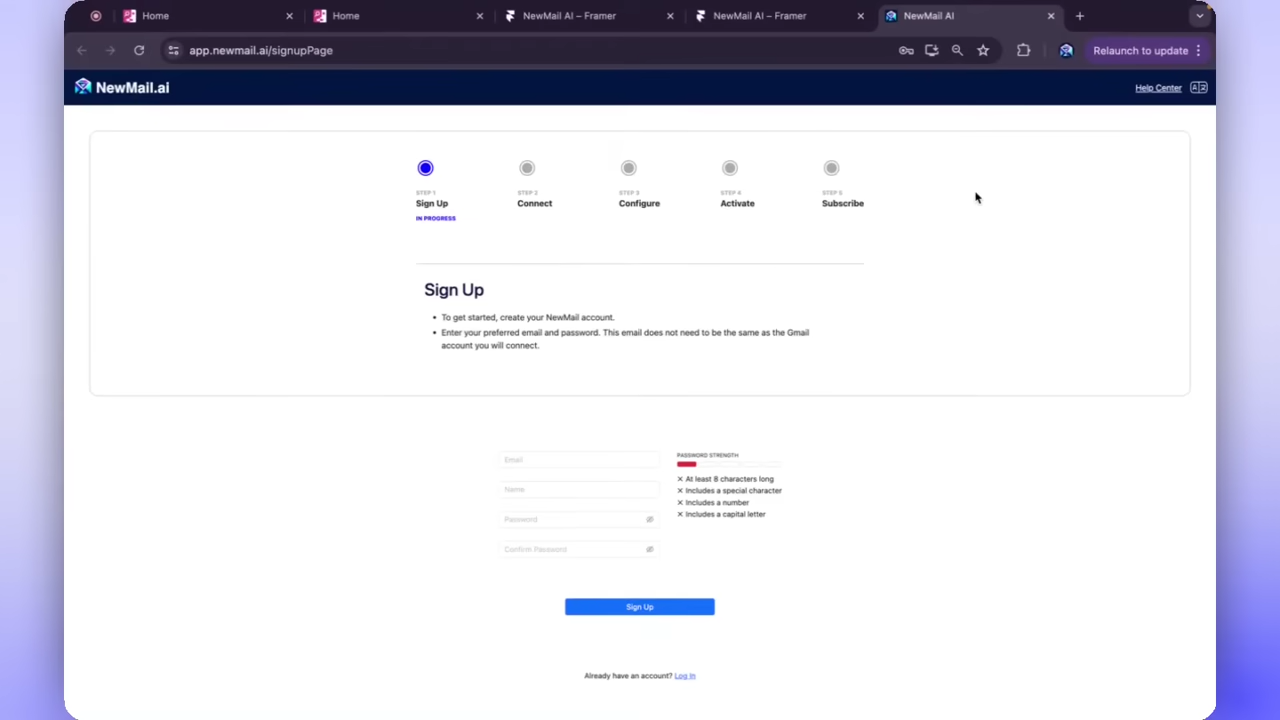 Home
Home
NewMail AI – Framer
NewMail AI – Framer
NewMail AI
app.newmail.ai/signupPage
Relaunch to update
NewMail.ai
Help Center
STEP 1
Sign Up
IN PROGRESS
STEP 2
Connect
STEP 3
Configure
STEP 4
Activate
STEP 5
Subscribe
Sign Up
• To get started, create your NewMail account.
• Enter your preferred email and password. This email does not need to be the same as the Gmail
account you will connect.
Email
Name
Password
Confirm Password
PASSWORD STRENGTH
✕ At least 8 characters long
✕ Includes a special character
✕ Includes a number
✕ Includes a capital letter
Sign Up
Already have an account? Log In